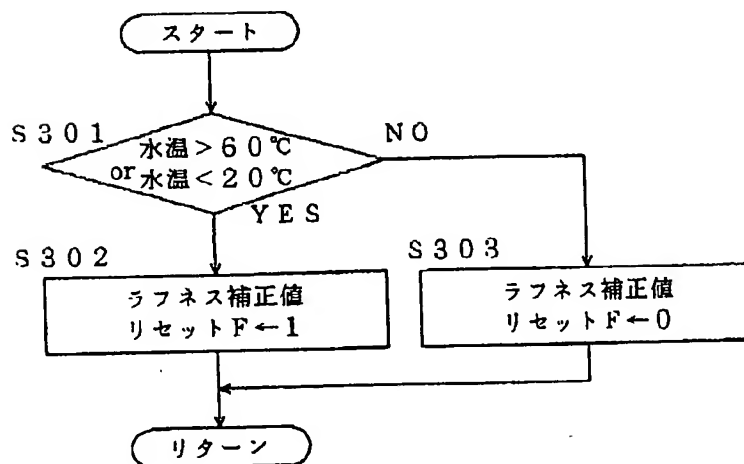 スタート
S301
水温>60℃
or水温<20℃
NO
YES
S302
ラフネス補正値
リセットF←1
S303
ラフネス補正値
リセットF←0
リターン